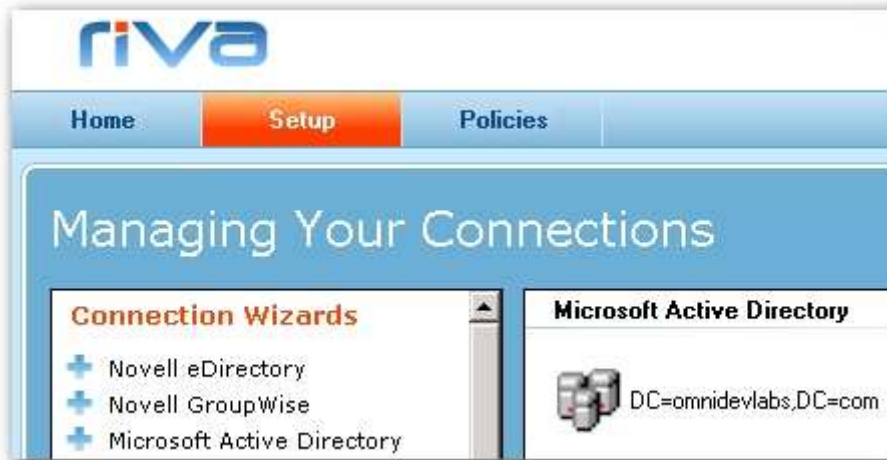 riva
Home Setup Policies
Managing Your Connections
Connection Wizards
Novell eDirectory
Novell GroupWise
Microsoft Active Directory
Microsoft Active Directory
DC=omnidevlabs,DC=com